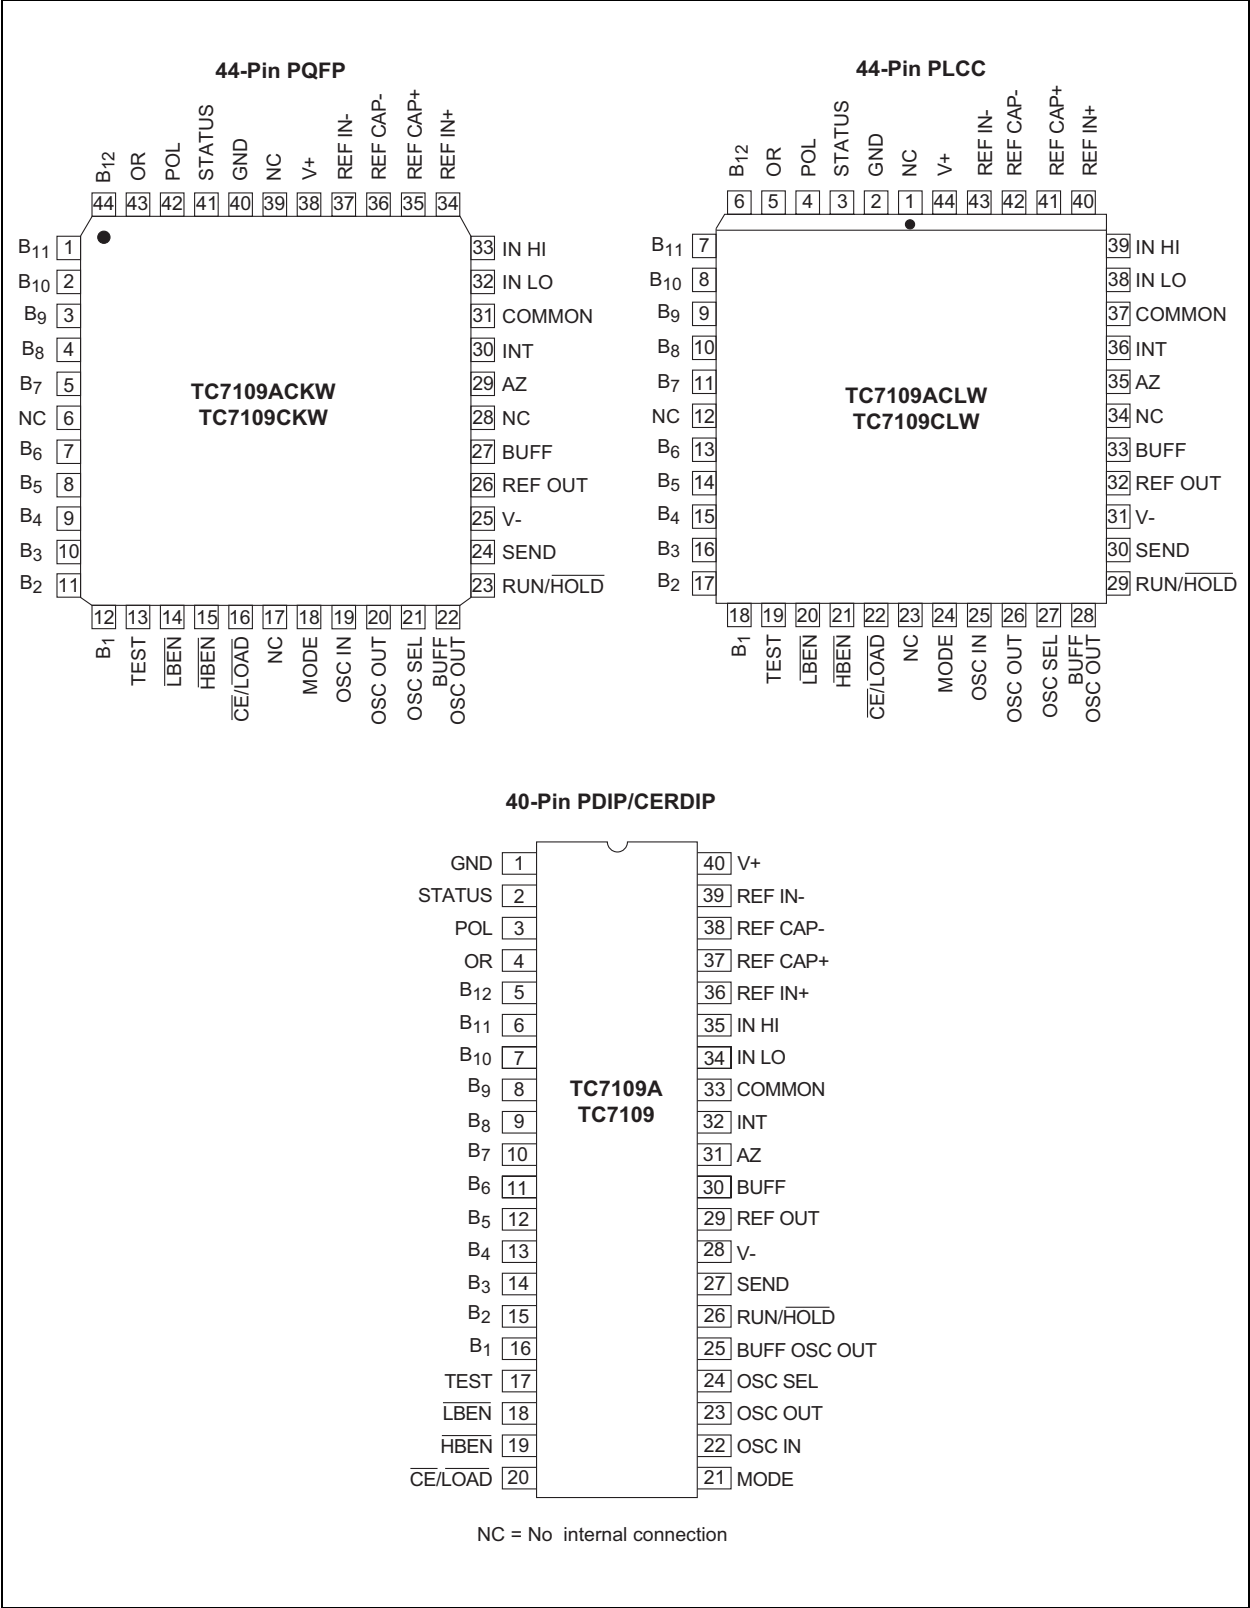 44-Pin PQFP
B12 OR POL STATUS GND NC V+ REF IN- REF CAP- REF CAP+ REF IN+
44 43 42 41 40 39 38 37 36 35 34
B11 1 33 IN HI
B10 2 32 IN LO
B9 3 31 COMMON
B8 4 30 INT
B7 5 29 AZ
NC 6 28 NC
B6 7 27 BUFF
B5 8 26 REF OUT
B4 9 25 V-
B3 10 24 SEND
B2 11 23 RUN/HOLD
TC7109ACKW
TC7109CKW
12 13 14 15 16 17 18 19 20 21 22
B1 TEST LBEN HBEN CE/LOAD NC MODE OSC IN OSC OUT OSC SEL BUFF OSC OUT
44-Pin PLCC
B12 OR POL STATUS GND NC V+ REF IN- REF CAP- REF CAP+ REF IN+
6 5 4 3 2 1 44 43 42 41 40
B11 7 39 IN HI
B10 8 38 IN LO
B9 9 37 COMMON
B8 10 36 INT
B7 11 35 AZ
NC 12 34 NC
B6 13 33 BUFF
B5 14 32 REF OUT
B4 15 31 V-
B3 16 30 SEND
B2 17 29 RUN/HOLD
TC7109ACLW
TC7109CLW
18 19 20 21 22 23 24 25 26 27 28
B1 TEST LBEN HBEN CE/LOAD NC MODE OSC IN OSC OUT OSC SEL BUFF OSC OUT
40-Pin PDIP/CERDIP
GND 1 40 V+
STATUS 2 39 REF IN-
POL 3 38 REF CAP-
OR 4 37 REF CAP+
B12 5 36 REF IN+
B11 6 35 IN HI
B10 7 34 IN LO
B9 8 33 COMMON
B8 9 32 INT
B7 10 31 AZ
B6 11 30 BUFF
B5 12 29 REF OUT
B4 13 28 V-
B3 14 27 SEND
B2 15 26 RUN/HOLD
B1 16 25 BUFF OSC OUT
TEST 17 24 OSC SEL
LBEN 18 23 OSC OUT
HBEN 19 22 OSC IN
CE/LOAD 20 21 MODE
TC7109A
TC7109
NC = No internal connection